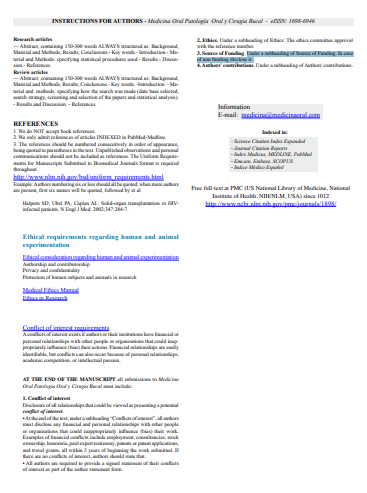 INSTRUCTIONS FOR AUTHORS - Medicina Oral Patología Oral y Cirugía Bucal - eISSN: 1698-6946
Research articles
— Abstract, containing 150-300 words ALWAYS structured as: Background,
Material and Methods, Results, Conclusions - Key words - Introduction - Ma-
terial and Methods: specifying statistical procedures used - Results - Discus-
sion - References
Review articles
— Abstract, containing 150-300 words ALWAYS structured as: Background,
Material and Methods, Results, Conclusions - Key words - Introduction - Ma-
terial and methods: specifying how the search was made (date base selected,
search strategy, screening and selection of the papers and statistical analysis).
- Results and Discussion. - References
REFERENCES
1. We do NOT accept book references.
2. We only admit references of articles INDEXED in PubMed-Medline.
3. The references should be numbered consecutively in order of appearance,
being quoted in parenthesis in the text. Unpublished observations and personal
communications should not be included as references. The Uniform Require-
ments for Manuscripts Submitted to Biomedical Journals format is required
throughout.
http://www.nlm.nih.gov/bsd/uniform_requirements.html
Example: Authors numbering six or less should all be quoted; when more authors
are present, first six names will be quoted, followed by et al.
Halpern SD, Ubel PA, Caplan AL. Solid-organ transplantation in HIV-
infected patients. N Engl J Med. 2002;347:284-7.
Ethical requirements regarding human and animal
experimentation
Ethical consideration regarding human and animal experimentation
Authorship and contributorship
Privacy and confidentiality
Protection of human subjects and animals in research
Medical Ethics Manual
Ethics in Research
Conflict of interest requirements
A conflict of interest exists if authors or their institutions have financial or
personal relationships with other people or organisations that could inap-
propriately influence (bias) their actions. Financial relationships are easily
identifiable, but conflicts can also occur because of personal relationships,
academic competition, or intellectual passion.
AT THE END OF THE MANUSCRIPT all submissions to Medicina
Oral Patología Oral y Cirugía Bucal must include:
1. Conflict of interest
Disclosure of all relationships that could be viewed as presenting a potential
conflict of interest.
• At the end of the text, under a subheading "Conflicts of interest", all authors
must disclose any financial and personal relationships with other people
or organisations that could inappropriately influence (bias) their work.
Examples of financial conflicts include employment, consultancies, stock
ownership, honoraria, paid expert testimony, patents or patent applications,
and travel grants, all within 3 years of beginning the work submitted. If
there are no conflicts of interest, authors should state that.
• All authors are required to provide a signed statement of their conflicts
of interest as part of the author statement form.
2. Ethics. Under a subheading of Ethics. The ethics committee approval
with the reference number.
3. Source of Funding. Under a subheading of Source of Funding. In case
of non funding disclose it.
4. Authors' contributions. Under a subheading of Authors' contributions.
Information
E-mail: medicina@medicinaoral.com
Indexed in:
- Science Citation Index Expanded
- Journal Citation Reports
- Index Medicus, MEDLINE, PubMed
- Emcare, Embase, SCOPUS
- Indice Médico Español
Free full-text at PMC (US National Library of Medicine, National
Institute of Health, NIH/NLM, USA) since 1012
http://www.ncbi.nlm.nih.gov/pmc/journals/1898/